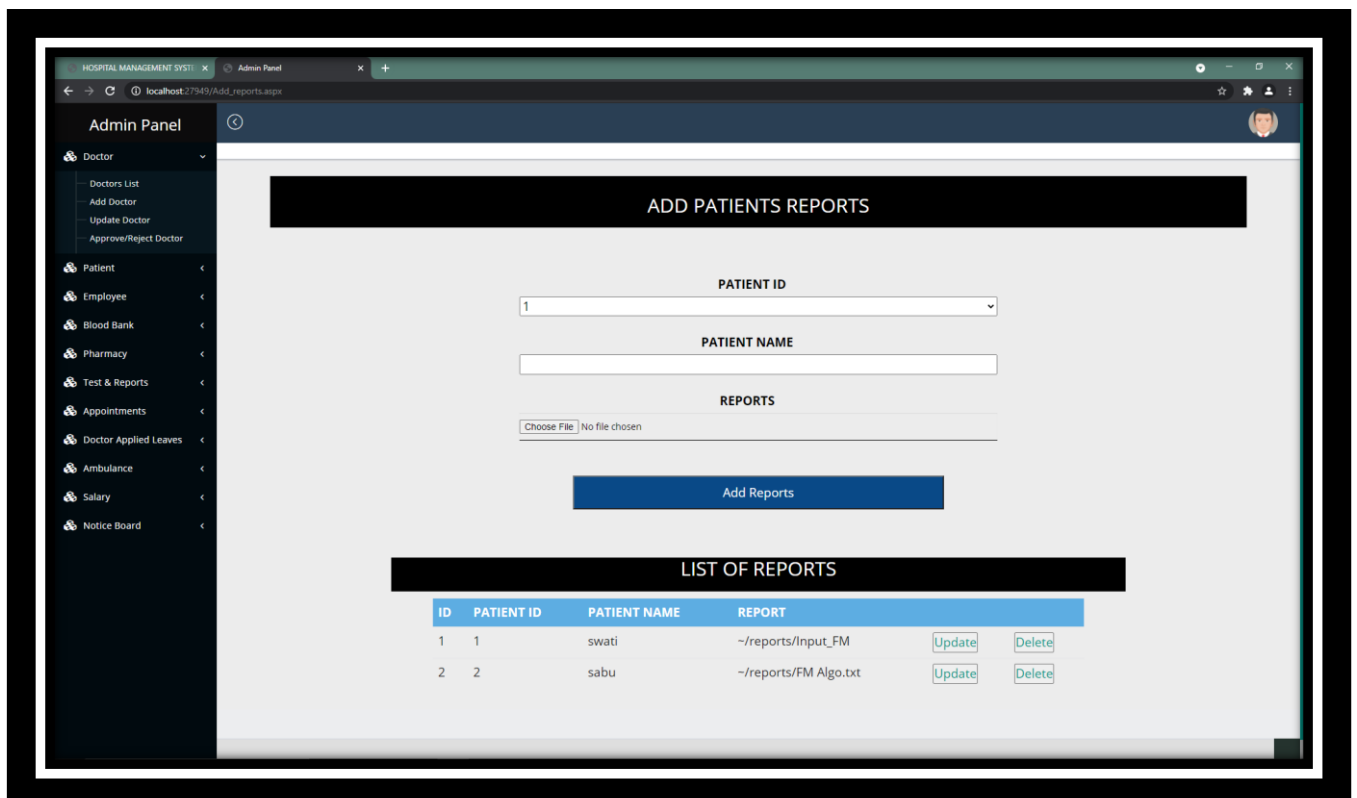 HOSPITAL MANAGEMENT SYSTE
Admin Panel
localhost:27949/Add_reports.aspx
Admin Panel
Doctor
Doctors List
Add Doctor
Update Doctor
Approve/Reject Doctor
Patient
Employee
Blood Bank
Pharmacy
Test & Reports
Appointments
Doctor Applied Leaves
Ambulance
Salary
Notice Board
ADD PATIENTS REPORTS
PATIENT ID
1
PATIENT NAME
REPORTS
Choose File No file chosen
Add Reports
LIST OF REPORTS
ID PATIENT ID PATIENT NAME REPORT
1 1 swati ~/reports/Input_FM Update Delete
2 2 sabu ~/reports/FM Algo.txt Update Delete